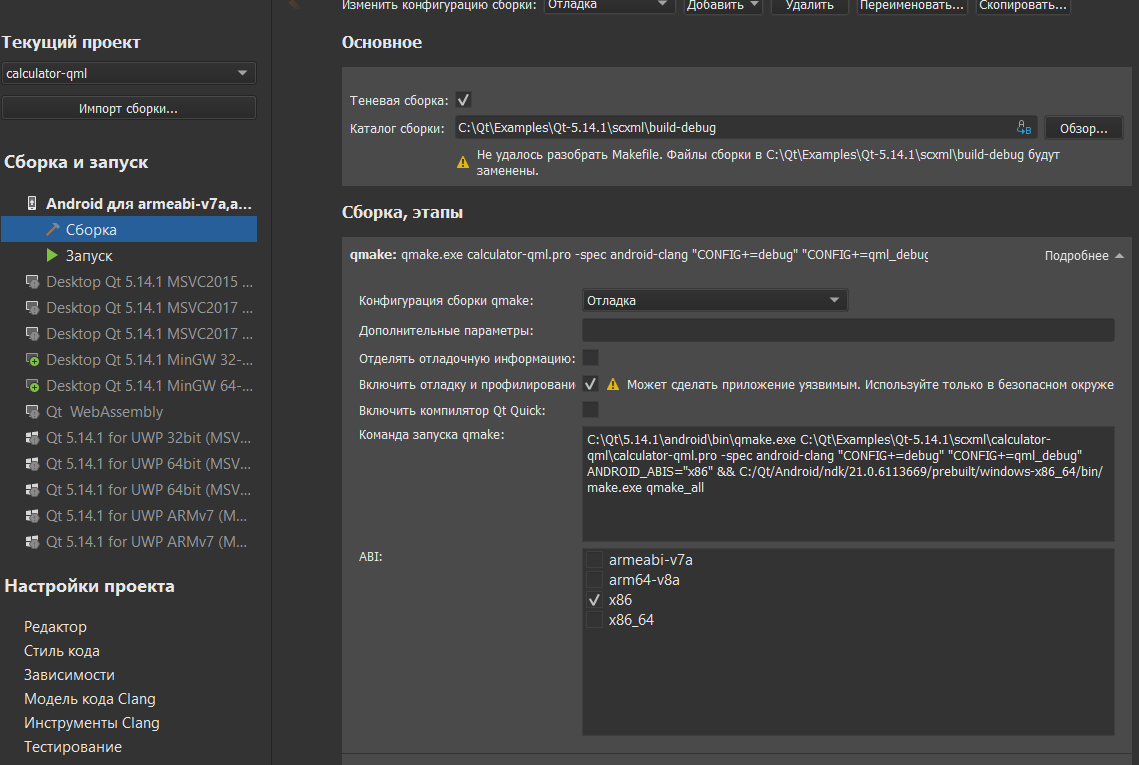 Изменить конфигурацию сборки: Отладка Добавить Удалить Переименовать... Скопировать...
Текущий проект
calculator-qml
Импорт сборки...
Сборка и запуск
Android для armeabi-v7a,a...
Сборка
Запуск
Desktop Qt 5.14.1 MSVC2015 ...
Desktop Qt 5.14.1 MSVC2017 ...
Desktop Qt 5.14.1 MSVC2017 ...
Desktop Qt 5.14.1 MinGW 32-...
Desktop Qt 5.14.1 MinGW 64-...
Qt WebAssembly
Qt 5.14.1 for UWP 32bit (MSV...
Qt 5.14.1 for UWP 64bit (MSV...
Qt 5.14.1 for UWP 64bit (MSV...
Qt 5.14.1 for UWP ARMv7 (M...
Qt 5.14.1 for UWP ARMv7 (M...
Настройки проекта
Редактор
Стиль кода
Зависимости
Модель кода Clang
Инструменты Clang
Тестирование
Основное
Теневая сборка:
Каталог сборки: C:\Qt\Examples\Qt-5.14.1\scxml\build-debug Обзор...
Не удалось разобрать Makefile. Файлы сборки в C:\Qt\Examples\Qt-5.14.1\scxml\build-debug будут
заменены.
Сборка, этапы
qmake: qmake.exe calculator-qml.pro -spec android-clang "CONFIG+=debug" "CONFIG+=qml_debug Подробнее
Конфигурация сборки qmake: Отладка
Дополнительные параметры:
Отделять отладочную информацию:
Включить отладку и профилировани Может сделать приложение уязвимым. Используйте только в безопасном окруже
Включить компилятор Qt Quick:
Команда запуска qmake:
C:\Qt\5.14.1\android\bin\qmake.exe C:\Qt\Examples\Qt-5.14.1\scxml\calculator-
qml\calculator-qml.pro -spec android-clang "CONFIG+=debug" "CONFIG+=qml_debug"
ANDROID_ABIS="x86" && C:/Qt/Android/ndk/21.0.6113669/prebuilt/windows-x86_64/bin/
make.exe qmake_all
ABI:
armeabi-v7a
arm64-v8a
x86
x86_64